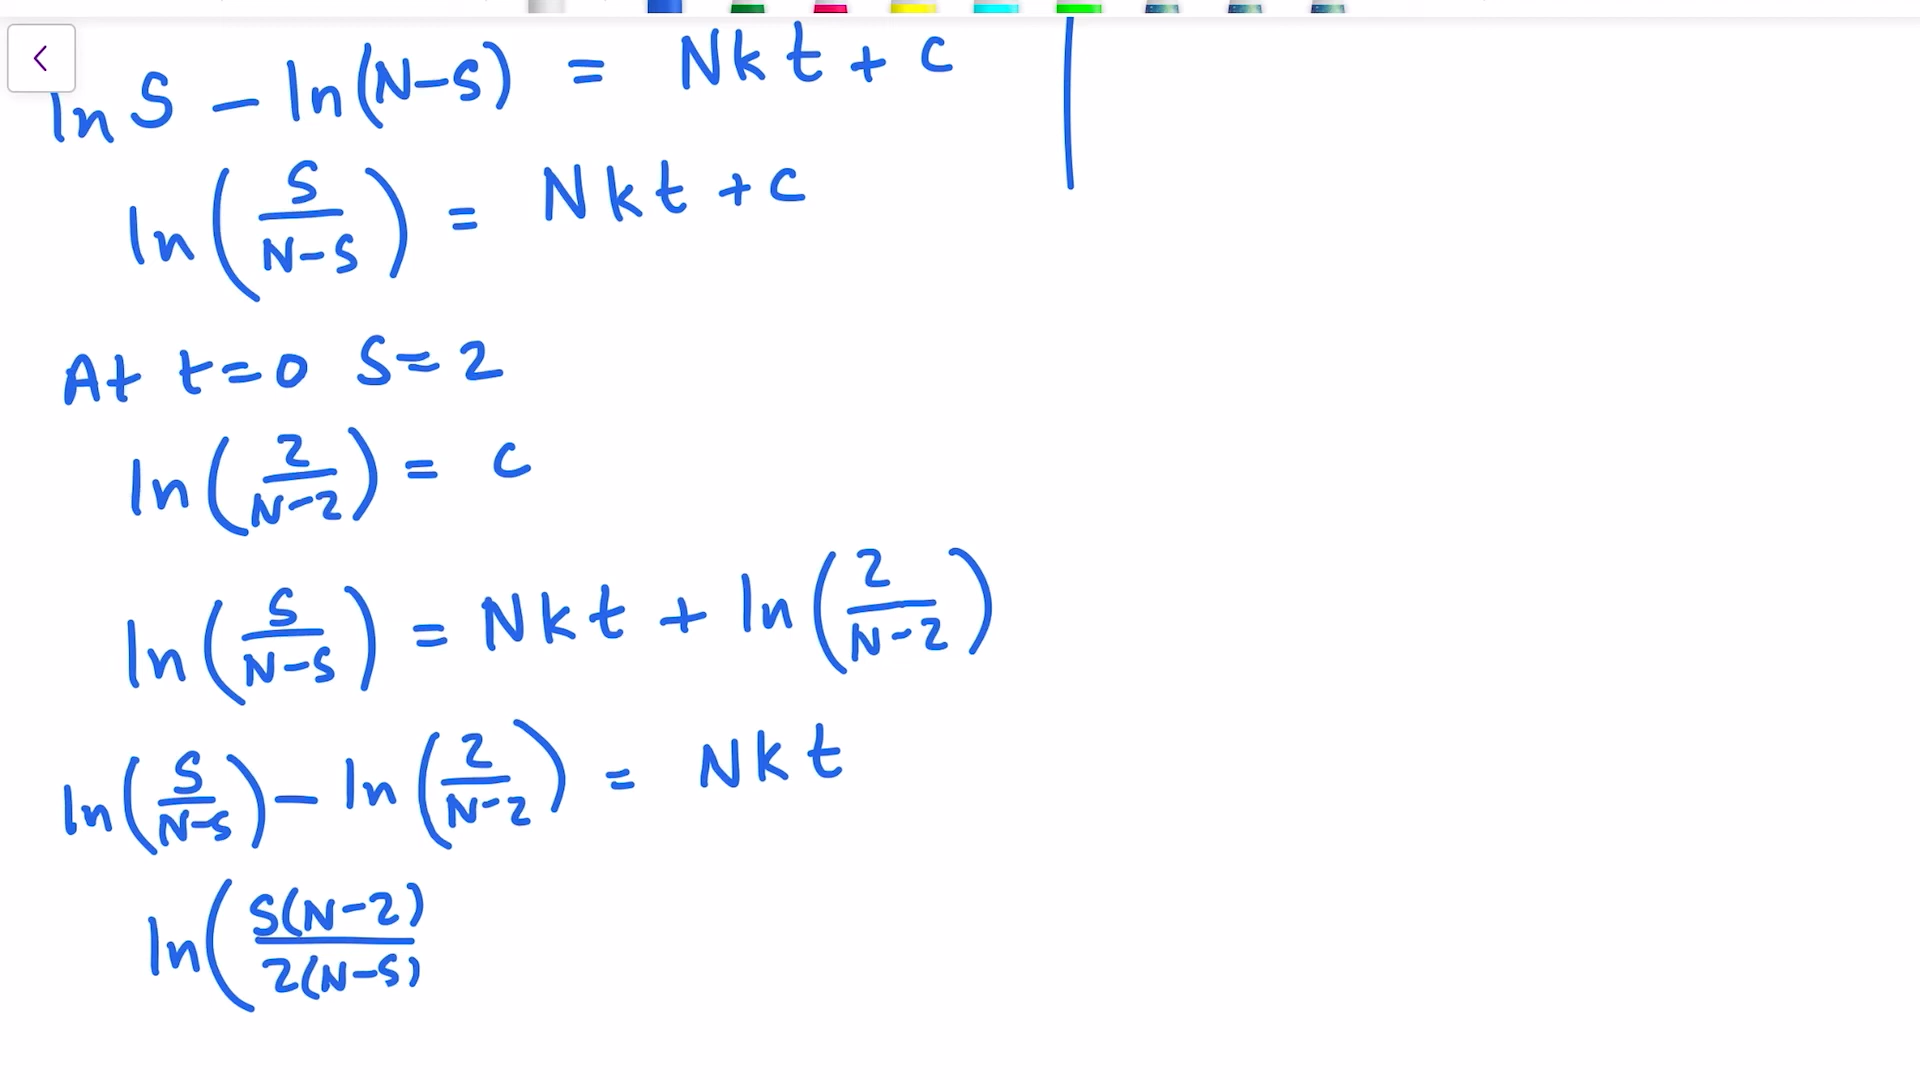 ln S − ln(N−S) = Nkt + c
ln(S/(N−S)) = Nkt + c
At t=0 S=2
ln(2/(N−2)) = c
ln(S/(N−S)) = Nkt + ln(2/(N−2))
ln(S/(N−S)) − ln(2/(N−2)) = Nkt
ln(S(N−2)/2(N−S)